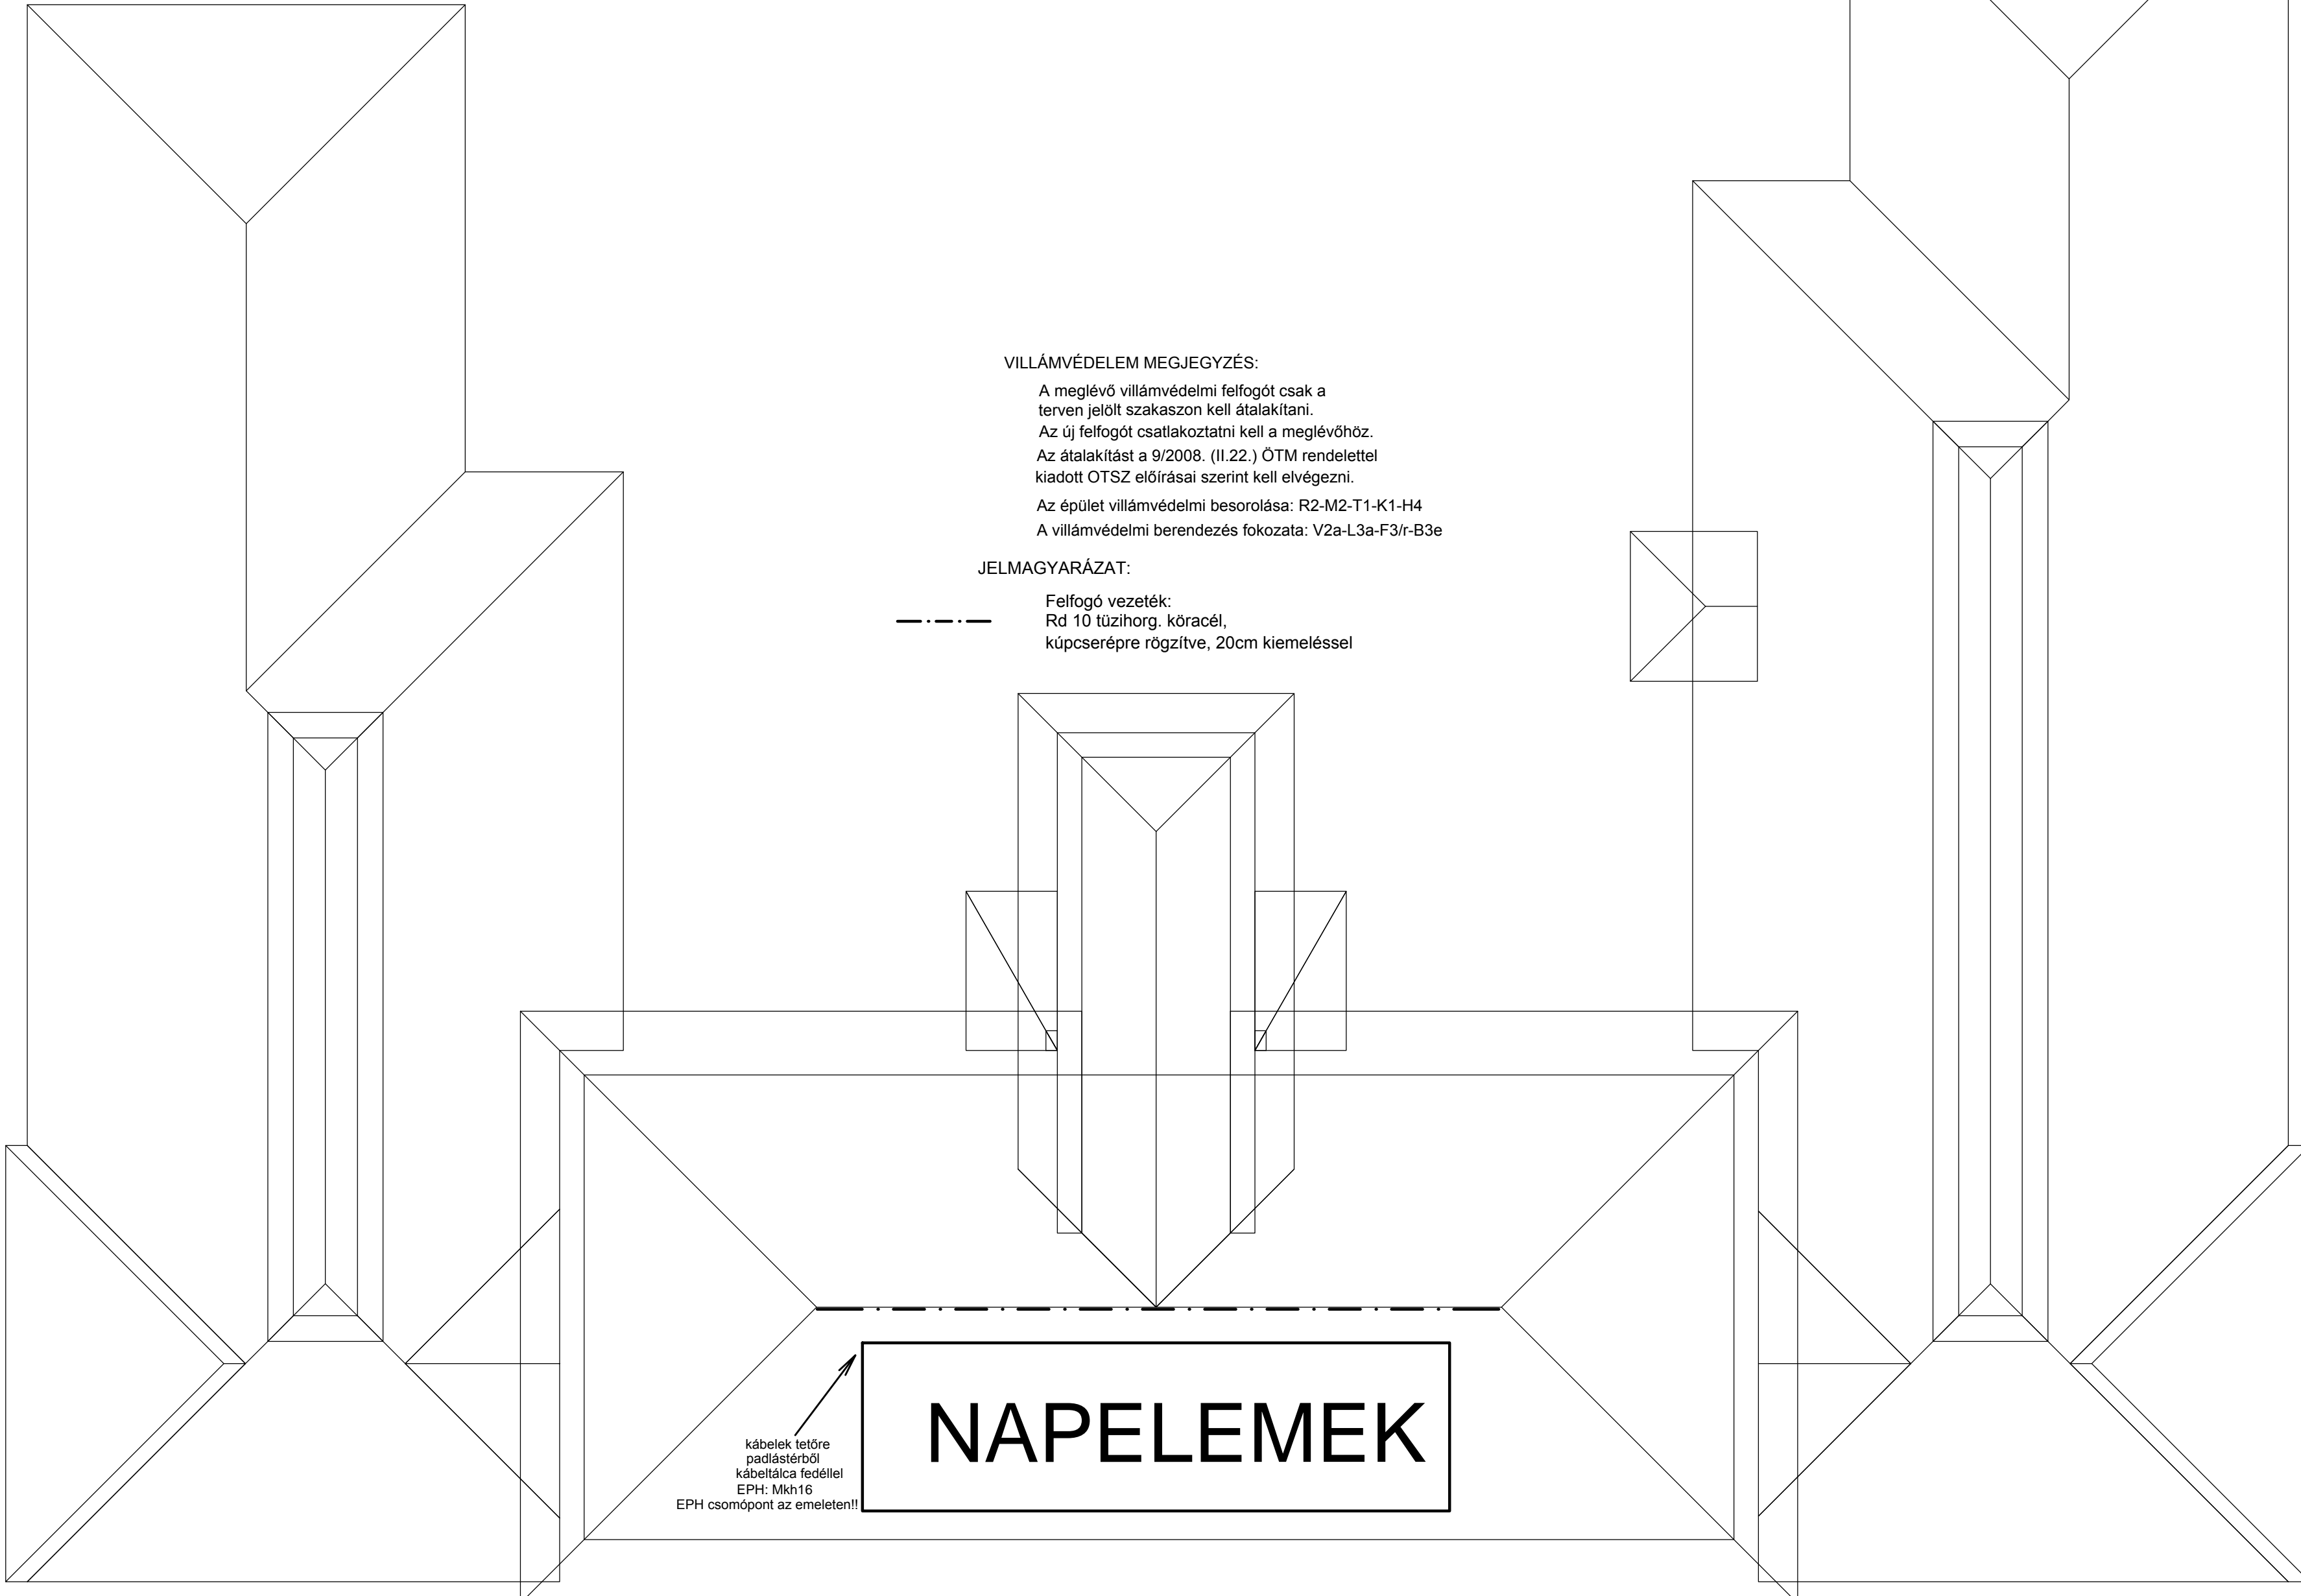 VILLÁMVÉDELEM MEGJEGYZÉS:
A meglévő villámvédelmi felfogót csak a
terven jelölt szakaszon kell átalakítani.
Az új felfogót csatlakoztatni kell a meglévőhöz.
Az átalakítást a 9/2008. (II.22.) ÖTM rendelettel
kiadott OTSZ előírásai szerint kell elvégezni.
Az épület villámvédelmi besorolása: R2-M2-T1-K1-H4
A villámvédelmi berendezés fokozata: V2a-L3a-F3/r-B3e
JELMAGYARÁZAT:
Felfogó vezeték:
Rd 10 tüzihorg. köracél,
kúpcserépre rögzítve, 20cm kiemeléssel
NAPELEMEK
kábelek tetőre
padlástérből
kábeltálca fedéllel
EPH: Mkh16
EPH csomópont az emeleten!!